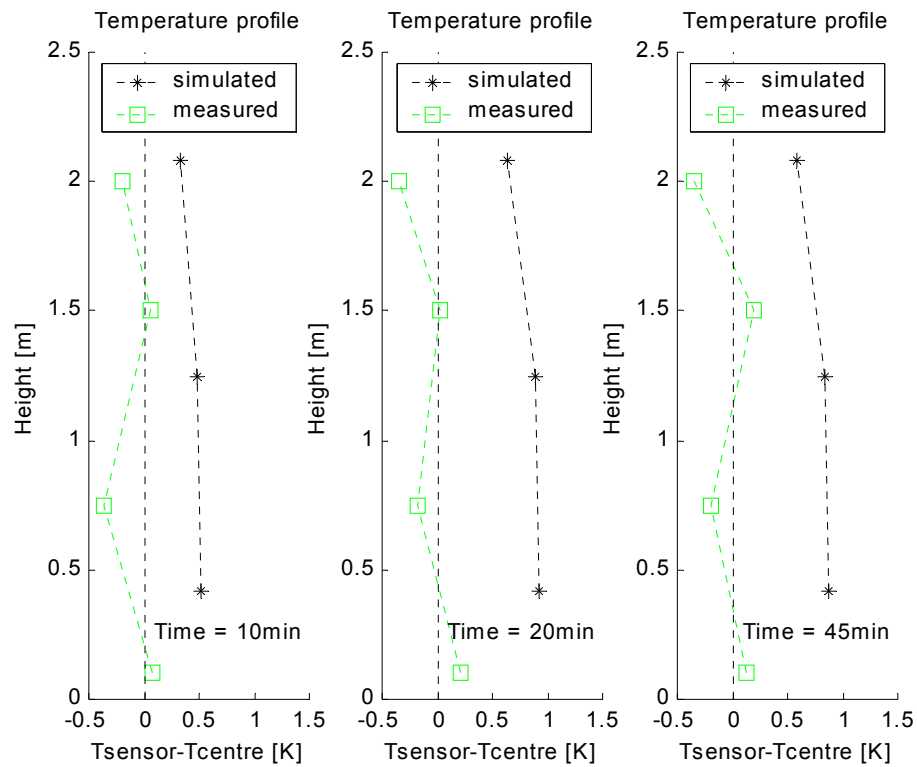 Temperature profile
2.5
2
1.5
1
0.5
0
-0.5 0 0.5 1 1.5
Height [m]
Tsensor-Tcentre [K]
simulated
measured
Time = 10min
Temperature profile
2.5
2
1.5
1
0.5
0
-0.5 0 0.5 1 1.5
Height [m]
Tsensor-Tcentre [K]
simulated
measured
Time = 20min
Temperature profile
2.5
2
1.5
1
0.5
0
-0.5 0 0.5 1 1.5
Height [m]
Tsensor-Tcentre [K]
simulated
measured
Time = 45min